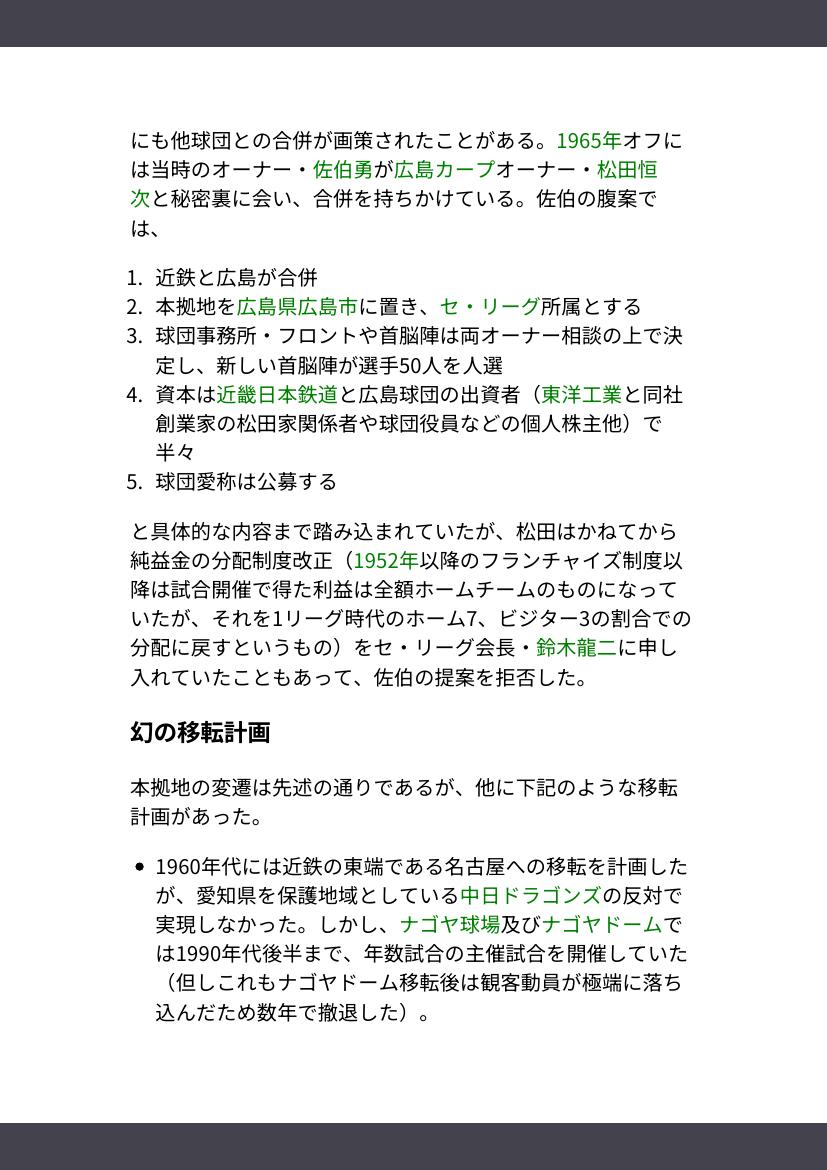 にも他球団との合併が画策されたことがある。1965年オフに
は当時のオーナー・佐伯勇が広島カープオーナー・松田恒
次と秘密裏に会い、合併を持ちかけている。佐伯の腹案で
は、
1. 近鉄と広島が合併
2. 本拠地を広島県広島市に置き、セ・リーグ所属とする
3. 球団事務所・フロントや首脳陣は両オーナー相談の上で決
定し、新しい首脳陣が選手50人を人選
4. 資本は近畿日本鉄道と広島球団の出資者（東洋工業と同社
創業家の松田家関係者や球団役員などの個人株主他）で
半々
5. 球団愛称は公募する
と具体的な内容まで踏み込まれていたが、松田はかねてから
純益金の分配制度改正（1952年以降のフランチャイズ制度以
降は試合開催で得た利益は全額ホームチームのものになって
いたが、それを1リーグ時代のホーム7、ビジター3の割合での
分配に戻すというもの）をセ・リーグ会長・鈴木龍二に申し
入れていたこともあって、佐伯の提案を拒否した。
幻の移転計画
本拠地の変遷は先述の通りであるが、他に下記のような移転
計画があった。
• 1960年代には近鉄の東端である名古屋への移転を計画した
が、愛知県を保護地域としている中日ドラゴンズの反対で
実現しなかった。しかし、ナゴヤ球場及びナゴヤドームで
は1990年代後半まで、年数試合の主催試合を開催していた
（但しこれもナゴヤドーム移転後は観客動員が極端に落ち
込んだため数年で撤退した）。